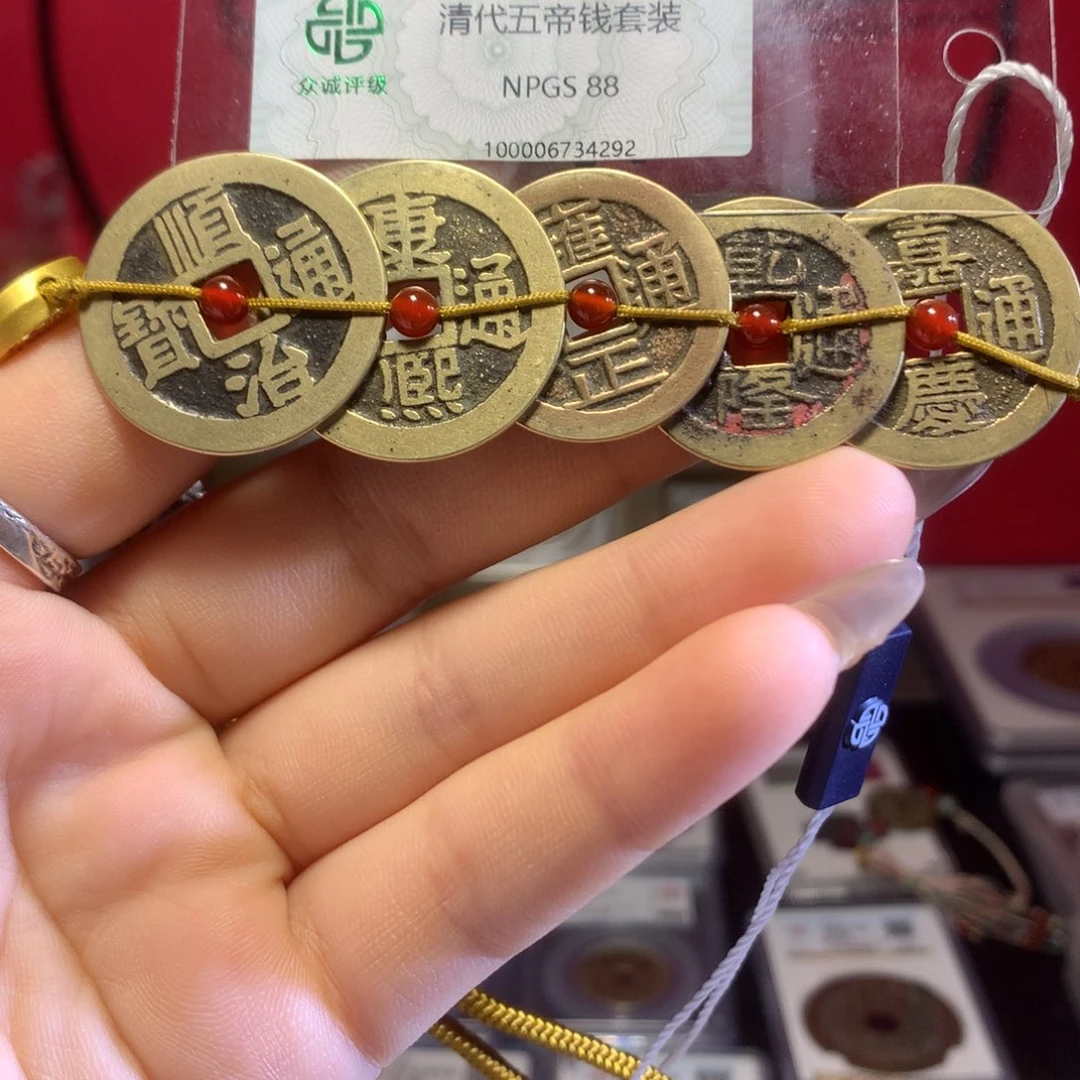 清代五帝钱套装
众诚评级
NPGS 88
100006734292
順治通寶
康熙通
雍正通
乾隆通
嘉慶通